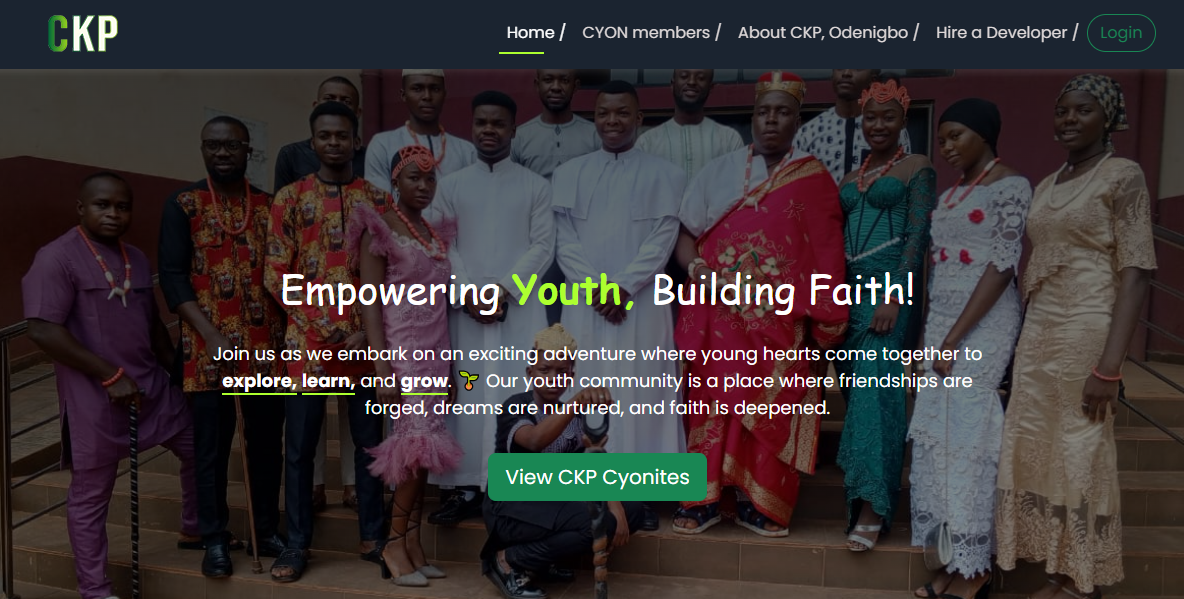 CKP
Home / CYON members / About CKP, Odenigbo / Hire a Developer / Login
Empowering Youth, Building Faith!
Join us as we embark on an exciting adventure where young hearts come together to
explore, learn, and grow. 🌱 Our youth community is a place where friendships are
forged, dreams are nurtured, and faith is deepened.
View CKP Cyonites